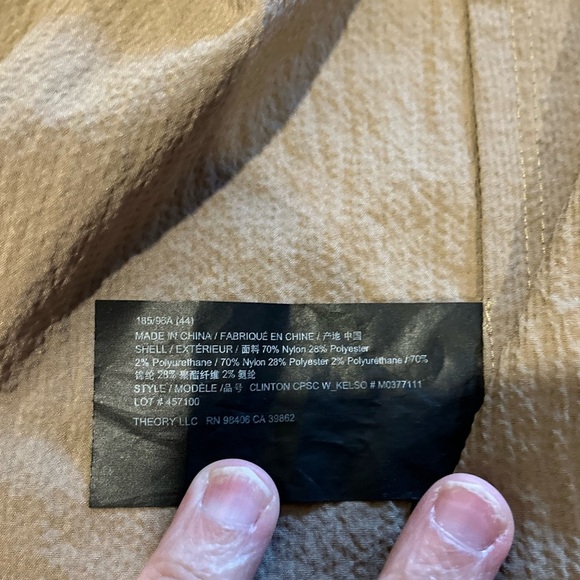 185/96A (44)
MADE IN CHINA / FABRIQUÉ EN CHINE / 产地 中国
SHELL / EXTÉRIEUR / 面料 70% Nylon 28% Polyester
2% Polyurethane / 70% Nylon 28% Polyester 2% Polyuréthane / 70%
锦纶 28% 聚酯纤维 2% 氨纶
STYLE / MODÈLE /品号 CLINTON CPSC W_KELSO # M0377111
LOT # 457100
THEORY LLC RN 98406 CA 39862